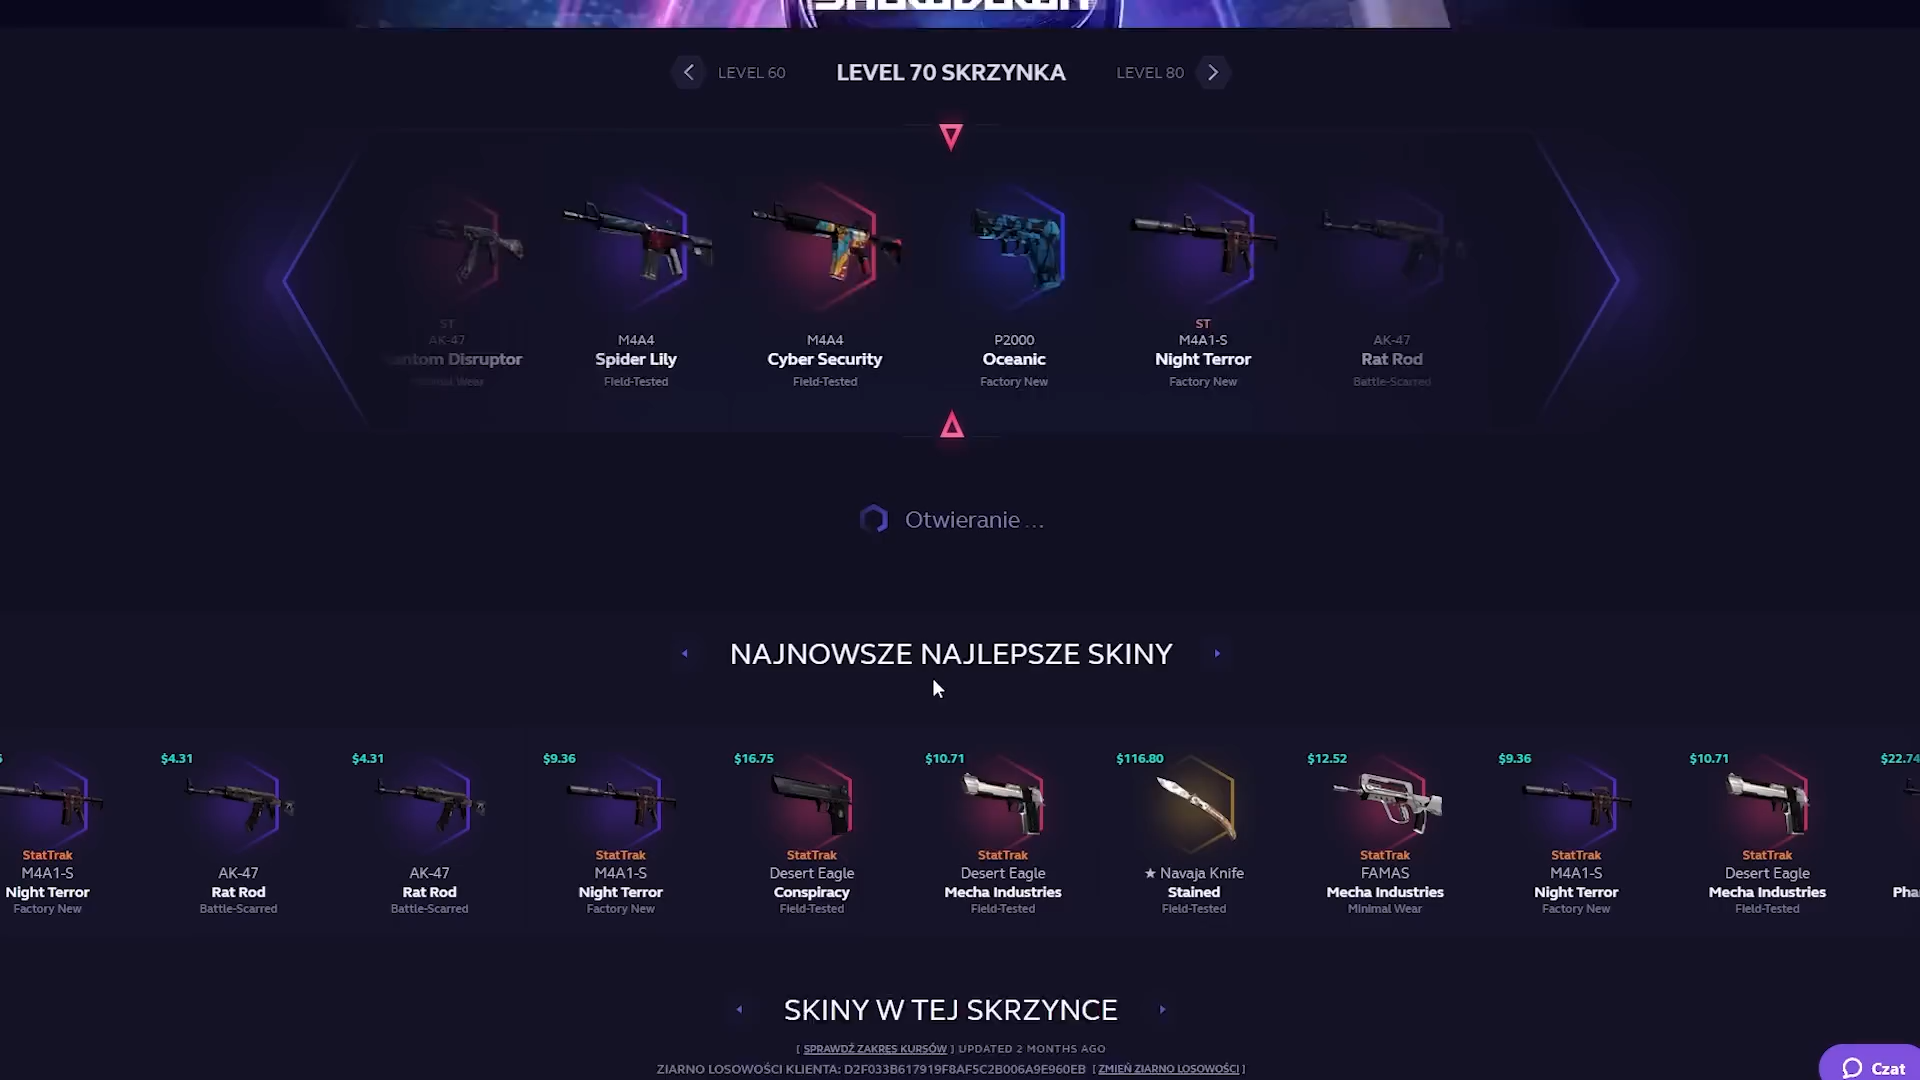 SHOWDOWN
LEVEL 60
LEVEL 70 SKRZYNKA
LEVEL 80
ST
AK-47
antom Disruptor
Minimal Wear
M4A4
Spider Lily
Field-Tested
M4A4
Cyber Security
Field-Tested
P2000
Oceanic
Factory New
ST
M4A1-S
Night Terror
Factory New
AK-47
Rat Rod
Battle-Scarred
Otwieranie ...
NAJNOWSZE NAJLEPSZE SKINY
StatTrak
M4A1-S
Night Terror
Factory New
$4.31
AK-47
Rat Rod
Battle-Scarred
$4.31
AK-47
Rat Rod
Battle-Scarred
$9.36
StatTrak
M4A1-S
Night Terror
Factory New
$16.75
StatTrak
Desert Eagle
Conspiracy
Field-Tested
$10.71
StatTrak
Desert Eagle
Mecha Industries
Field-Tested
$116.80
★ Navaja Knife
Stained
Field-Tested
$12.52
StatTrak
FAMAS
Mecha Industries
Minimal Wear
$9.36
StatTrak
M4A1-S
Night Terror
Factory New
$10.71
StatTrak
Desert Eagle
Mecha Industries
Field-Tested
$22.74
Pha
SKINY W TEJ SKRZYNCE
[ SPRAWDŹ ZAKRES KURSÓW ] UPDATED 2 MONTHS AGO
ZIARNO LOSOWOŚCI KLIENTA: D2F033B617919F8AF5C2B006A9E960EB [ ZMIEŃ ZIARNO LOSOWOŚCI ]
Czat